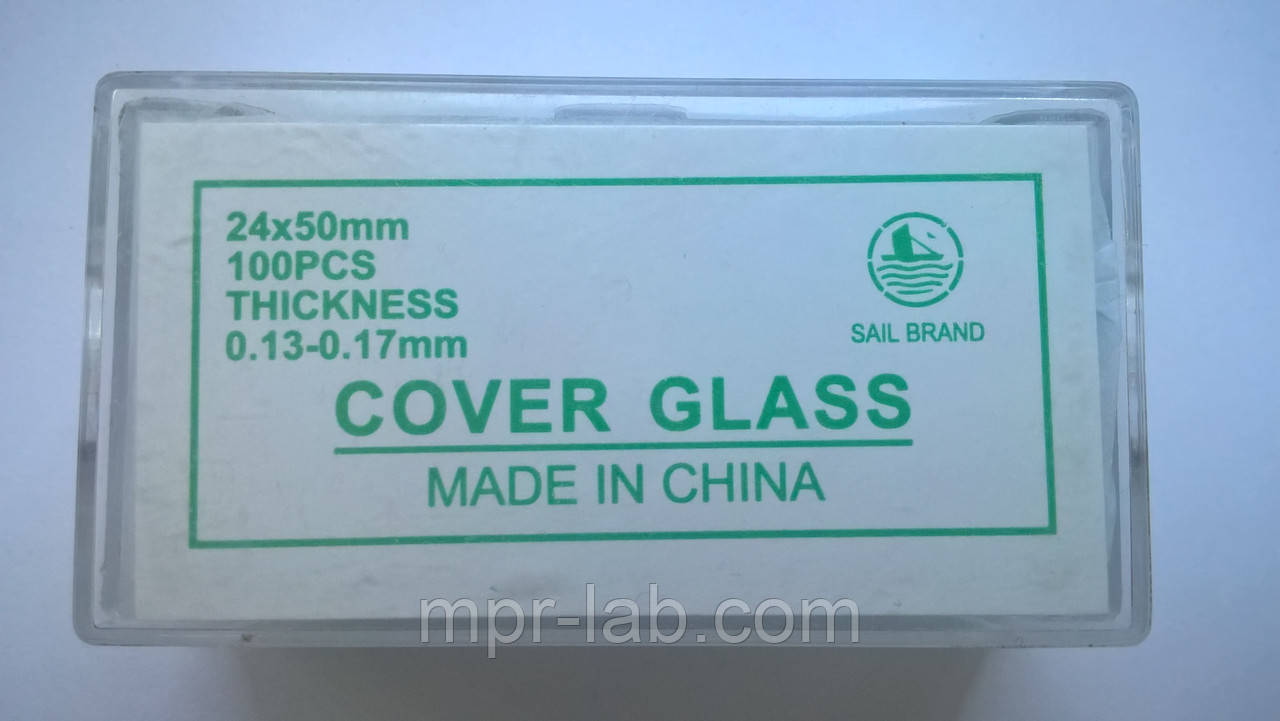 24x50mm
100PCS
THICKNESS
0.13-0.17mm
SAIL BRAND
COVER GLASS
MADE IN CHINA
mpr-lab.com